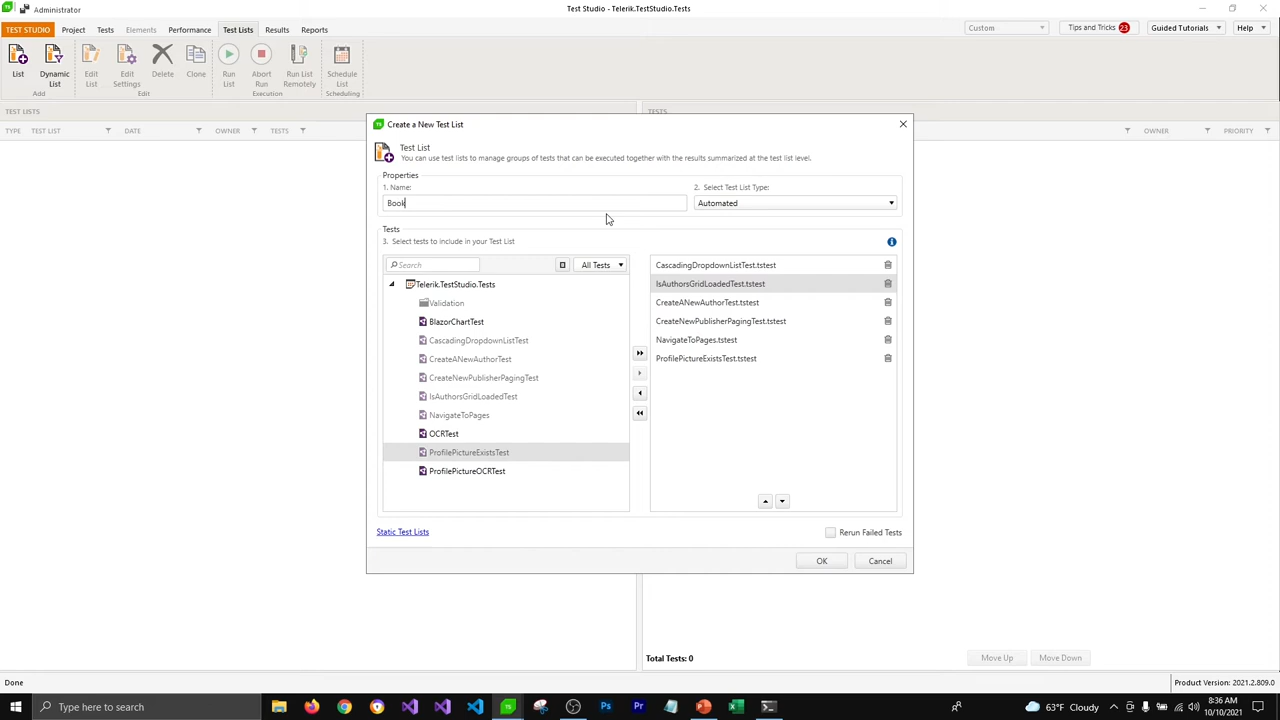 Administrator
Test Studio - Telerik.TestStudio.Tests
TEST STUDIO Project Tests Elements Performance Test Lists Results Reports
Custom Tips and Tricks 23 Guided Tutorials Help
List Dynamic List Edit List Edit Settings Delete Clone Run List Abort Run Run List Remotely Schedule List
Add Edit Execution Scheduling
TEST LISTS TESTS
TYPE TEST LIST DATE OWNER TESTS OWNER PRIORITY
Create a New Test List
Test List
You can use test lists to manage groups of tests that can be executed together with the results summarized at the test list level.
Properties
1. Name: 2. Select Test List Type:
Book Automated
Tests
3. Select tests to include in your Test List
Search All Tests
Telerik.TestStudio.Tests
Validation
BlazorChartTest
CascadingDropdownListTest
CreateANewAuthorTest
CreateNewPublisherPagingTest
IsAuthorsGridLoadedTest
NavigateToPages
OCRTest
ProfilePictureExistsTest
ProfilePictureOCRTest
CascadingDropdownListTest.tstest
IsAuthorsGridLoadedTest.tstest
CreateANewAuthorTest.tstest
CreateNewPublisherPagingTest.tstest
NavigateToPages.tstest
ProfilePictureExistsTest.tstest
Static Test Lists Rerun Failed Tests
OK Cancel
Total Tests: 0 Move Up Move Down
Done Product Version: 2021.2.809.0
Type here to search
63°F Cloudy
8:36 AM
10/10/2021